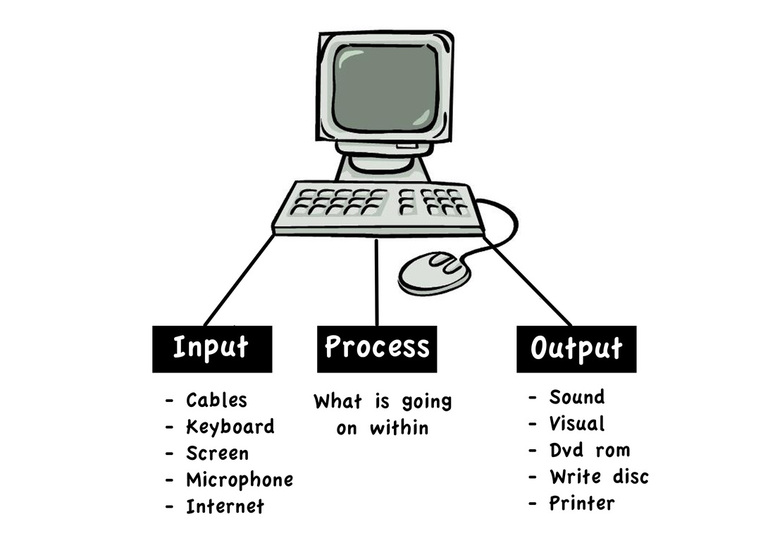 Input
- Cables
- Keyboard
- Screen
- Microphone
- Internet
Process
What is going
on within
Output
- Sound
- Visual
- Dvd rom
- Write disc
- Printer